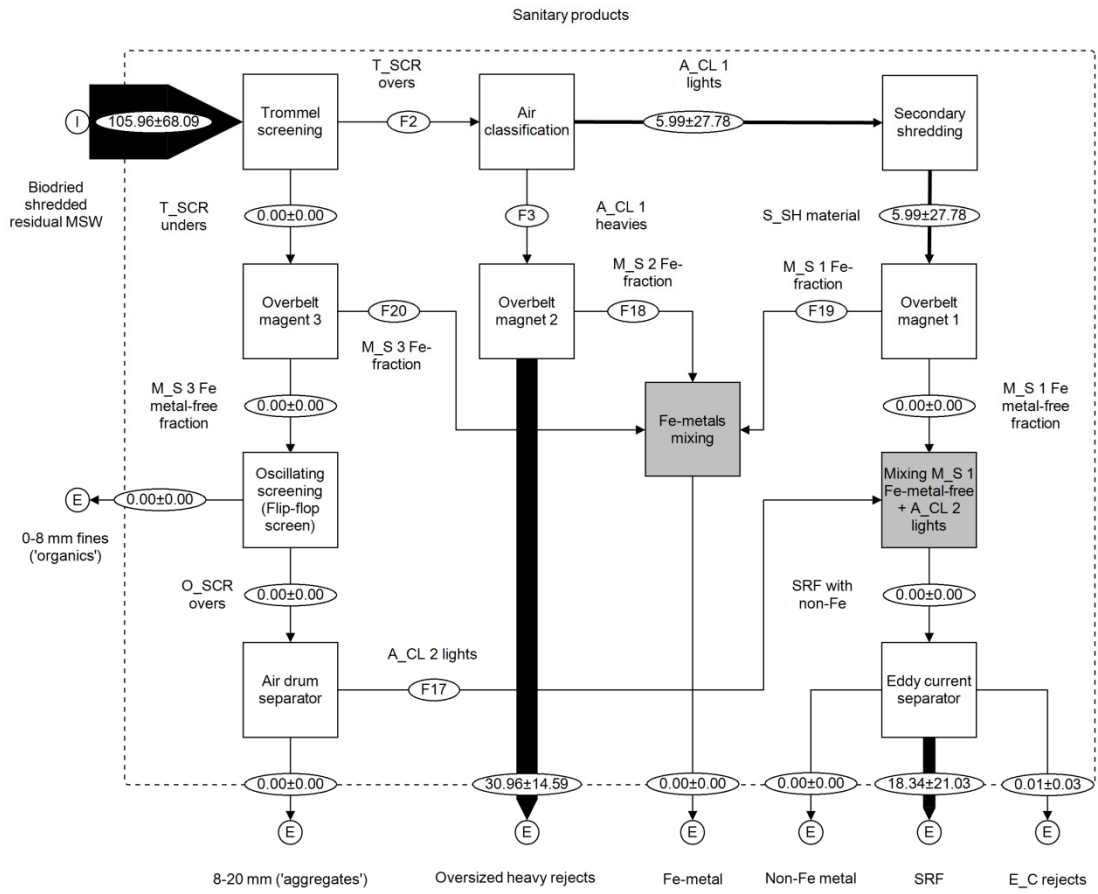 Sanitary products
T_SCR
overs
A_CL 1
lights
I
105.96±68.09
Trommel
screening
F2
Air
classification
5.99±27.78
Secondary
shredding
Biodried
shredded
residual MSW
T_SCR
unders
0.00±0.00
F3
A_CL 1
heavies
S_SH material
5.99±27.78
Overbelt
magent 3
F20
M_S 3 Fe-
fraction
Overbelt
magnet 2
M_S 2 Fe-
fraction
F18
M_S 1 Fe-
fraction
F19
Overbelt
magnet 1
M_S 3 Fe
metal-free
fraction
0.00±0.00
Fe-metals
mixing
0.00±0.00
M_S 1 Fe
metal-free
fraction
E
0.00±0.00
0-8 mm fines
('organics')
Oscillating
screening
(Flip-flop
screen)
Mixing M_S 1
Fe-metal-free
+ A_CL 2
lights
O_SCR
overs
0.00±0.00
SRF with
non-Fe
0.00±0.00
Air drum
separator
A_CL 2 lights
F17
Eddy current
separator
0.00±0.00
30.96±14.59
0.00±0.00
0.00±0.00
18.34±21.03
0.01±0.03
E
E
E
E
E
E
8-20 mm ('aggregates')
Oversized heavy rejects
Fe-metal
Non-Fe metal
SRF
E_C rejects